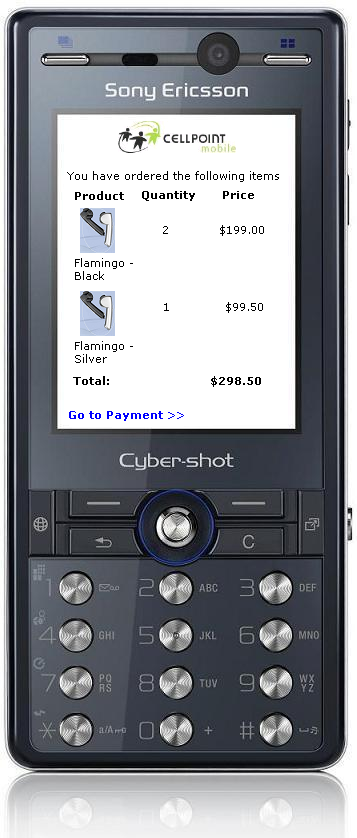 Sony Ericsson
CELLPOINT
mobile
You have ordered the following items
Product Quantity Price
2 $199.00
Flamingo -
Black
1 $99.50
Flamingo -
Silver
Total: $298.50
Go to Payment >>
Cyber-shot
C
1 2 ABC 3 DEF
4 GHI 5 JKL 6 MNO
7 PQ 8 TUV 9 WX
RS YZ
* a/A 0 + #